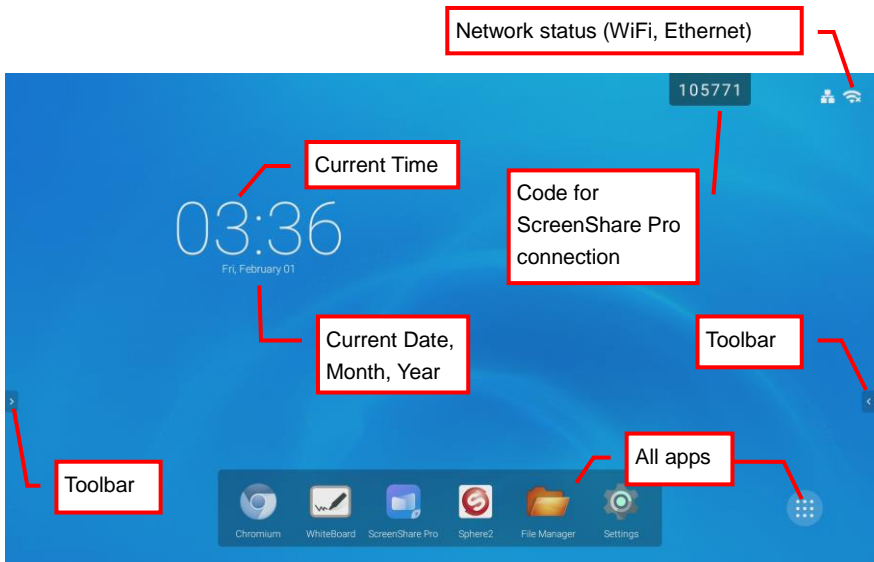 Network status (WiFi, Ethernet)
105771
Current Time
Code for
ScreenShare Pro
connection
03:36
Fri, February 01
Current Date,
Month, Year
Toolbar
All apps
Toolbar
Chromium
WhiteBoard
ScreenShare Pro
Sphere2
File Manager
Settings